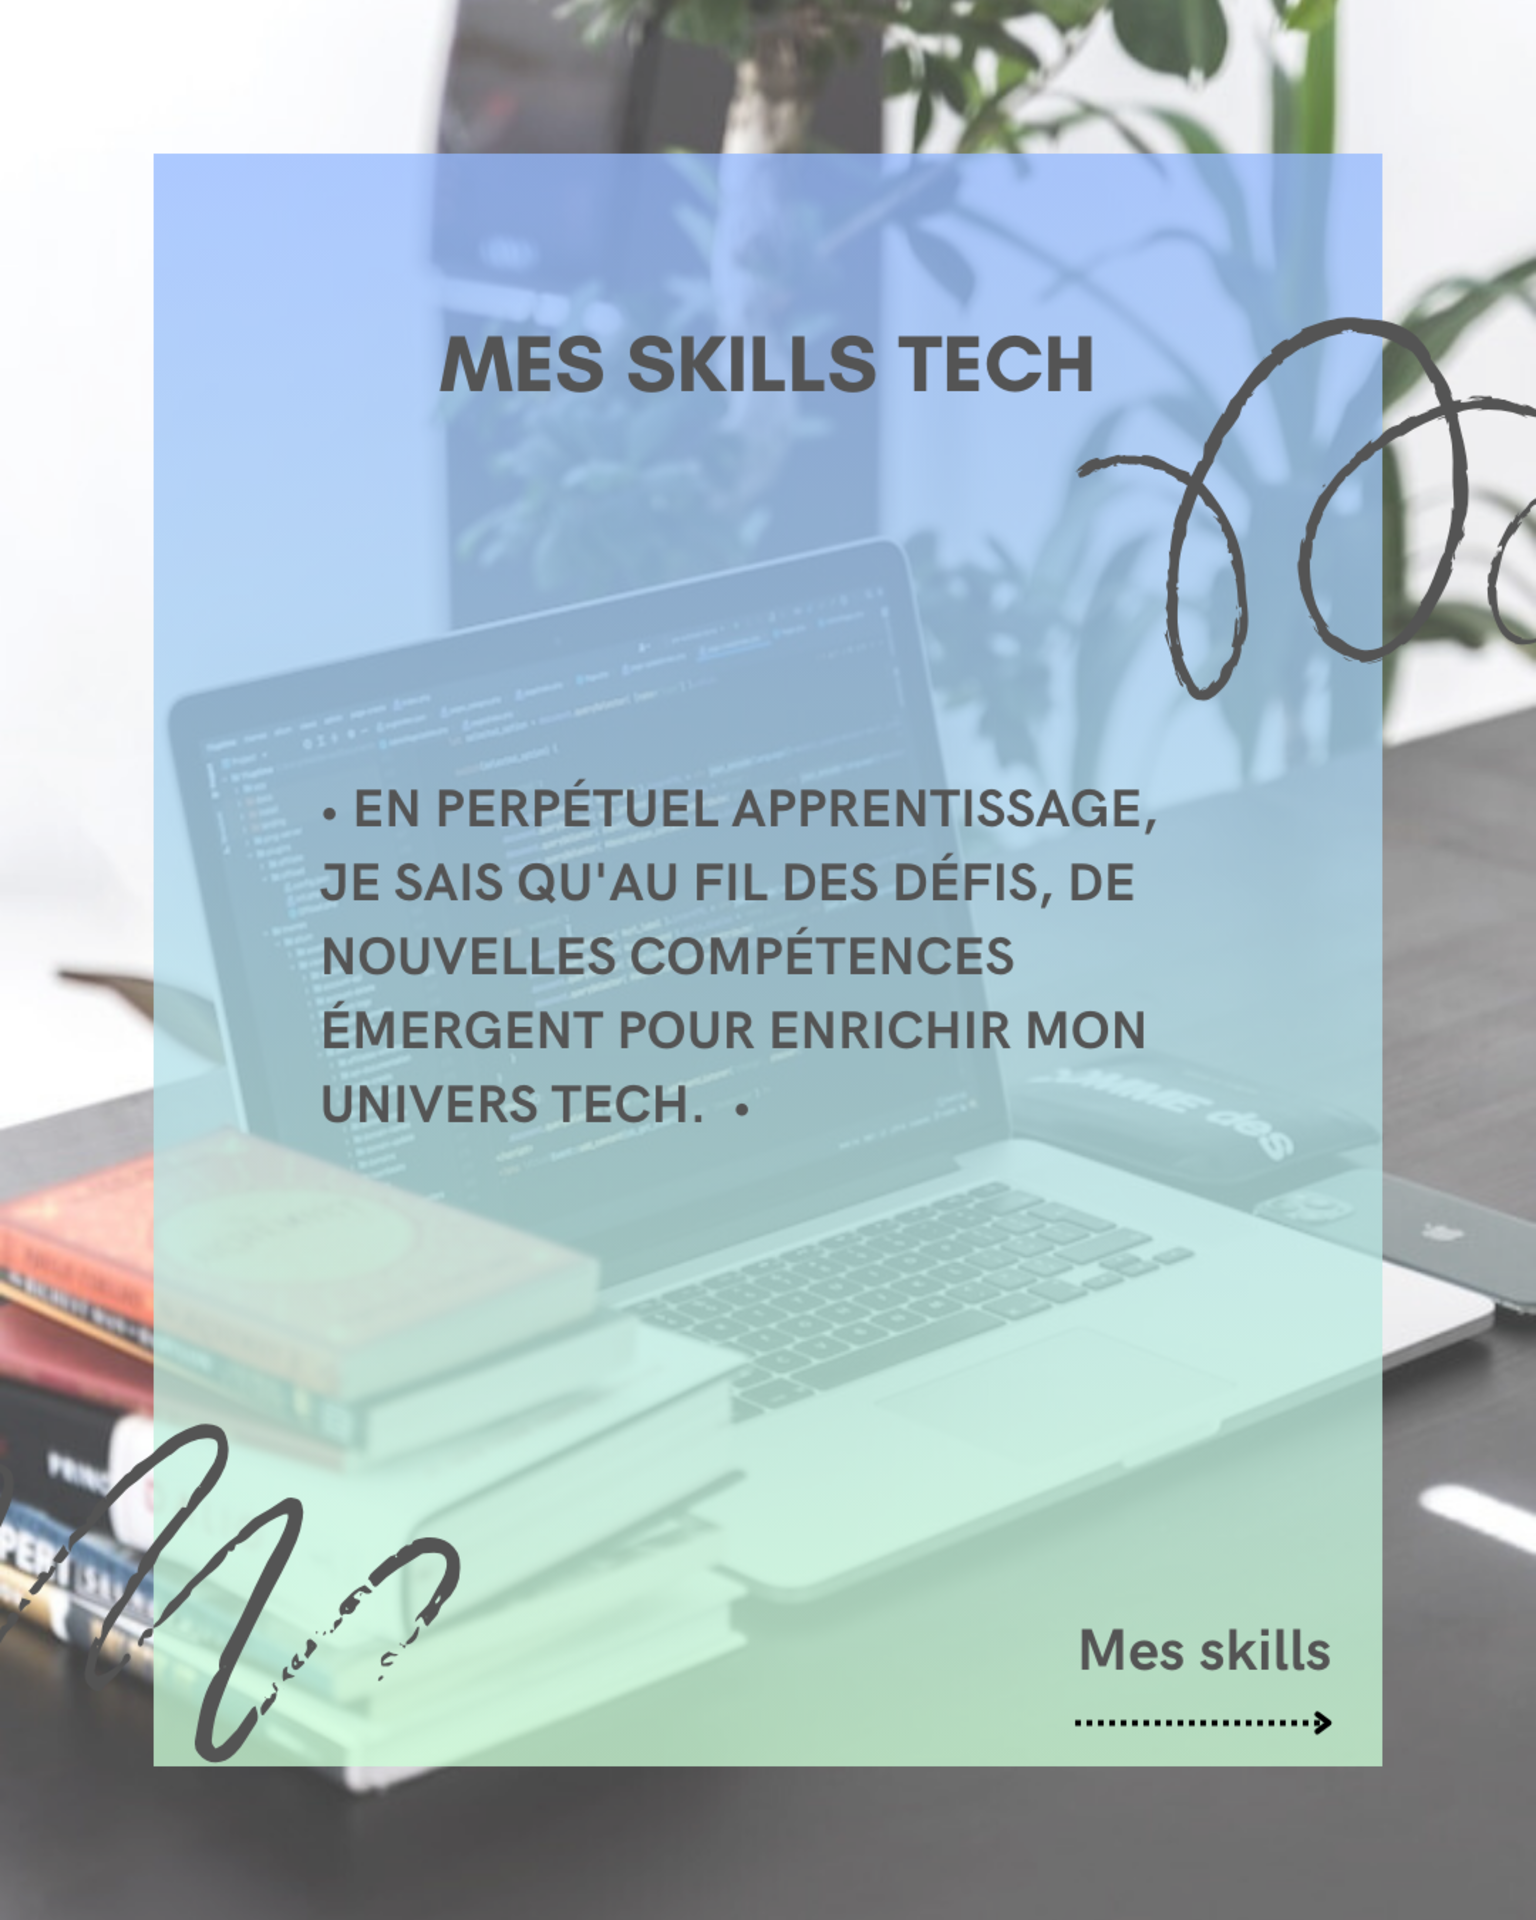 MES SKILLS TECH
• EN PERPÉTUEL APPRENTISSAGE,
JE SAIS QU'AU FIL DES DÉFIS, DE
NOUVELLES COMPÉTENCES
ÉMERGENT POUR ENRICHIR MON
UNIVERS TECH. •
Mes skills